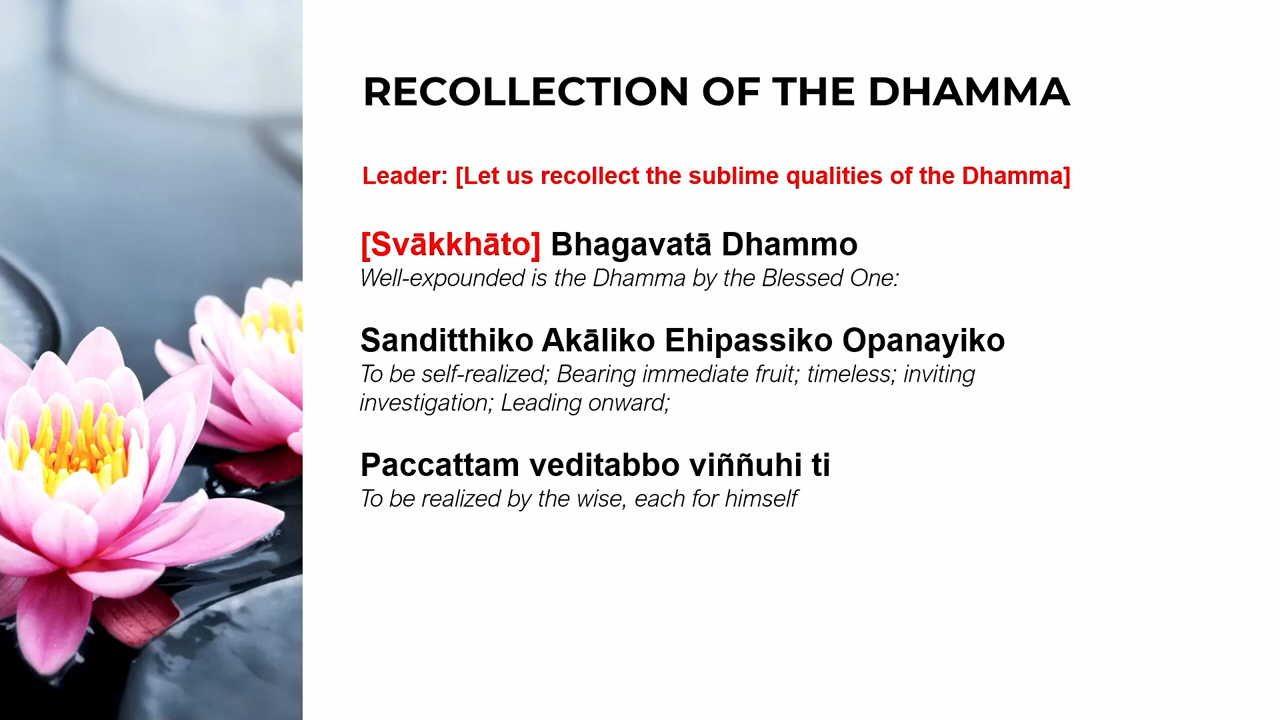 RECOLLECTION OF THE DHAMMA
Leader: [Let us recollect the sublime qualities of the Dhamma]
[Svākkhāto] Bhagavatā Dhammo
Well-expounded is the Dhamma by the Blessed One:
Sanditthiko Akāliko Ehipassiko Opanayiko
To be self-realized; Bearing immediate fruit; timeless; inviting
investigation; Leading onward;
Paccattam veditabbo viññuhi ti
To be realized by the wise, each for himself